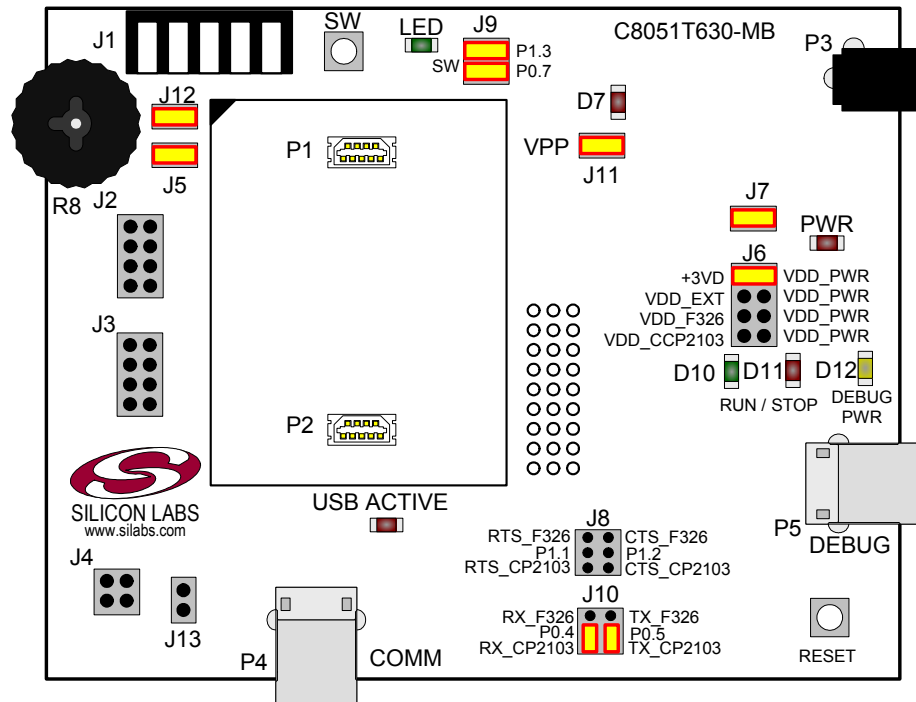 SW
LED
J9
C8051T630-MB
J1
P1.3
P3
SW
P0.7
J12
D7
P1
VPP
J5
J11
R8
J2
J7
PWR
J6
+3VD
VDD_PWR
VDD_EXT
VDD_PWR
VDD_F326
VDD_PWR
VDD_CCP2103
VDD_PWR
J3
D10
D11
D12
RUN / STOP
DEBUG
PWR
P2
SILICON LABS
www.silabs.com
USB ACTIVE
J8
RTS_F326
CTS_F326
P1.1
P1.2
RTS_CP2103
CTS_CP2103
P5
DEBUG
J4
J13
J10
RX_F326
TX_F326
P0.4
P0.5
RX_CP2103
TX_CP2103
P4
COMM
RESET